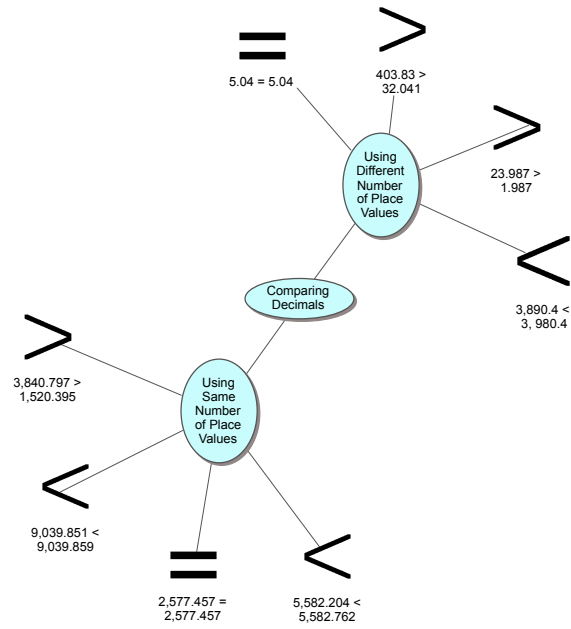 =
5.04 = 5.04
>
403.83 >
32.041
>
23.987 >
1.987
<
3,890.4 <
3, 980.4
Using
Different
Number
of Place
Values
Comparing
Decimals
Using
Same
Number
of Place
Values
>
3,840.797 >
1,520.395
<
9,039.851 <
9,039.859
=
2,577.457 =
2,577.457
<
5,582.204 <
5,582.762